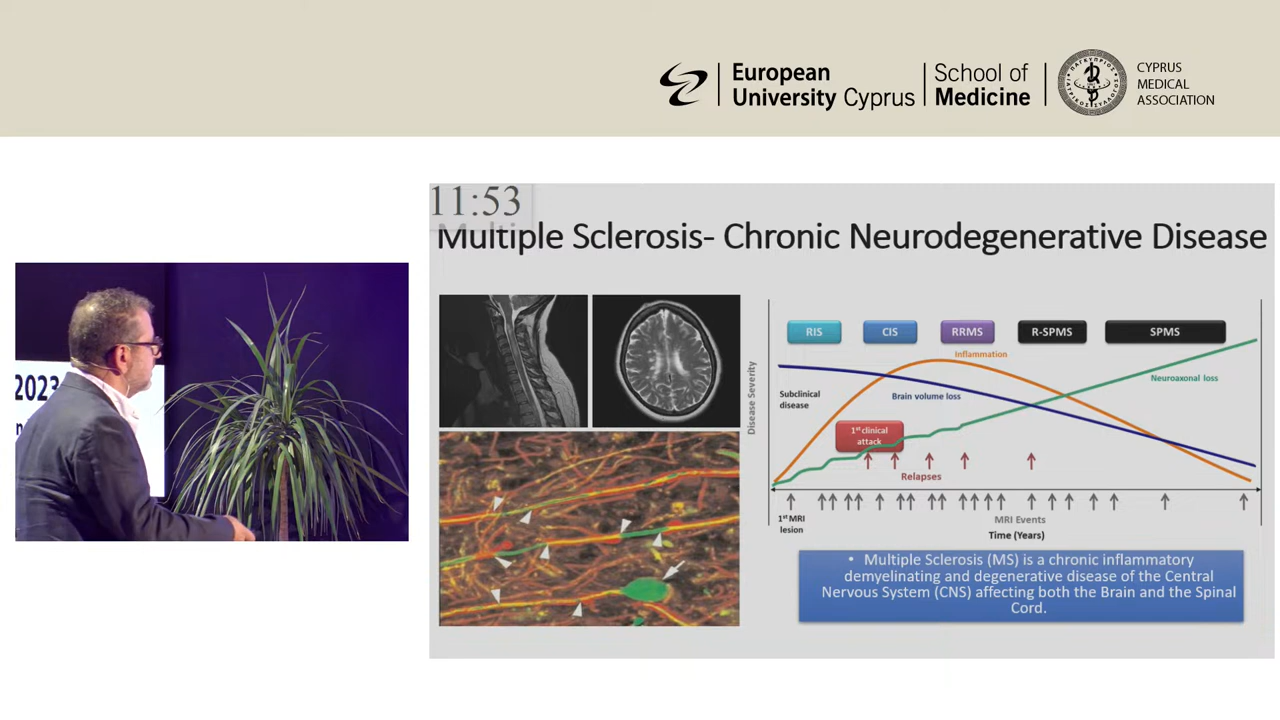 European
University Cyprus
School of
Medicine
CYPRUS
MEDICAL
ASSOCIATION
11:53
Multiple Sclerosis- Chronic Neurodegenerative Disease
2023
RIS
CIS
RRMS
R-SPMS
SPMS
Inflammation
Neuroaxonal loss
Brain volume loss
Subclinical
disease
Disease Severity
1st clinical
attack
Relapses
1st MRI
lesion
MRI Events
Time (Years)
• Multiple Sclerosis (MS) is a chronic inflammatory
demyelinating and degenerative disease of the Central
Nervous System (CNS) affecting both the Brain and the Spinal
Cord.